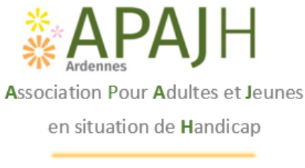 APAJH
Ardennes
Association Pour Adultes et Jeunes
en situation de Handicap